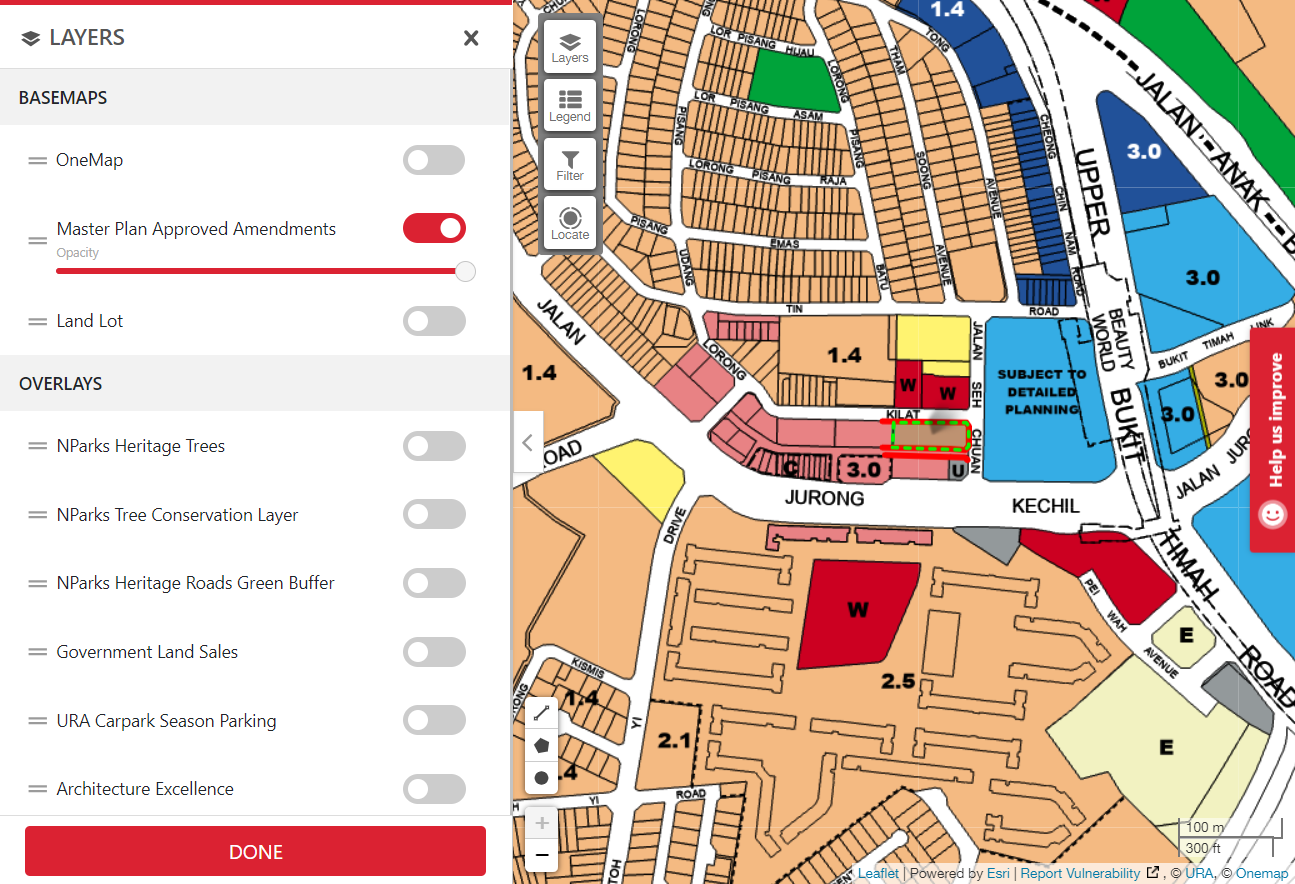 LAYERS
BASEMAPS
OneMap
Master Plan Approved Amendments
Opacity
Land Lot
OVERLAYS
NParks Heritage Trees
NParks Tree Conservation Layer
NParks Heritage Roads Green Buffer
Government Land Sales
URA Carpark Season Parking
Architecture Excellence
DONE
Layers
Legend
Filter
Locate
1.4
LORONG
LOR PISANG HIJAU
LORONG
PISANG
THAM
SOONG
AVENUE
TONG
AVENUE
CHEONG
CHIN
NAM
ROAD
PISANG
LOR PISANG ASAM
LORONG PISANG RAJA
PISANG
UDANG
EMAS
BATU
TIN
ROAD
UPPER
BUKIT
TIMAH
ROAD
JALAN ANAK B
3.0
3.0
BEAUTY
WORLD
BUKIT TIMAH LINK
3.0
3.0
JALAN JURO
JALAN
OAD
1.4
LORONG
KILAT
1.4
W
W
JALAN
SEH
CHUAN
SUBJECT TO
DETAILED
PLANNING
C
3.0
U
JURONG
KECHIL
DRIVE
YI
W
2.5
PEI
WAH
AVENUE
E
E
KISMIS
1.4
2.1
.4
YI
ROAD
HOT
Help us improve
100 m
300 ft
Leaflet | Powered by Esri | Report Vulnerability , © URA, © Onemap